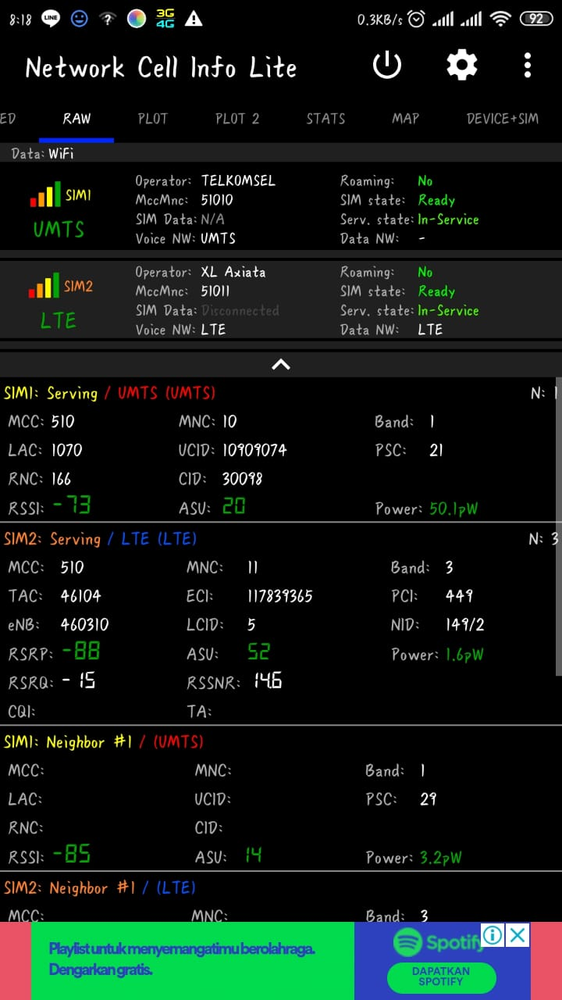 8:18 LINE ? 3G 4G 0.3KB/s 92
Network Cell Info Lite
ED RAW PLOT PLOT 2 STATS MAP DEVICE+SIM
Data: WiFi
Operator: TELKOMSEL Roaming: No
SIM1 MccMnc: 51010 SIM state: Ready
UMTS SIM Data: N/A Serv. state: In-Service
Voice NW: UMTS Data NW: -
Operator: XL Axiata Roaming: No
SIM2 MccMnc: 51011 SIM state: Ready
LTE SIM Data: Disconnected Serv. state: In-Service
Voice NW: LTE Data NW: LTE
SIM1: Serving / UMTS (UMTS) N: 1
MCC: 510 MNC: 10 Band: 1
LAC: 1070 UCID: 10909074 PSC: 21
RNC: 166 CID: 30098
RSSI: -73 ASU: 20 Power: 50.1pW
SIM2: Serving / LTE (LTE) N: 3
MCC: 510 MNC: 11 Band: 3
TAC: 46104 ECI: 117839365 PCI: 449
eNB: 460310 LCID: 5 NID: 149/2
RSRP: -88 ASU: 52 Power: 1.6pW
RSRQ: -15 RSSNR: 14.6
CQI: TA:
SIM1: Neighbor #1 / (UMTS)
MCC: MNC: Band: 1
LAC: UCID: PSC: 29
RNC: CID:
RSSI: -85 ASU: 14 Power: 3.2pW
SIM2: Neighbor #1 / (LTE)
MCC: MNC: Band: 3
Playlist untuk menyemangatimu berolahraga.
Dengarkan gratis.
Spotify
DAPATKAN
SPOTIFY